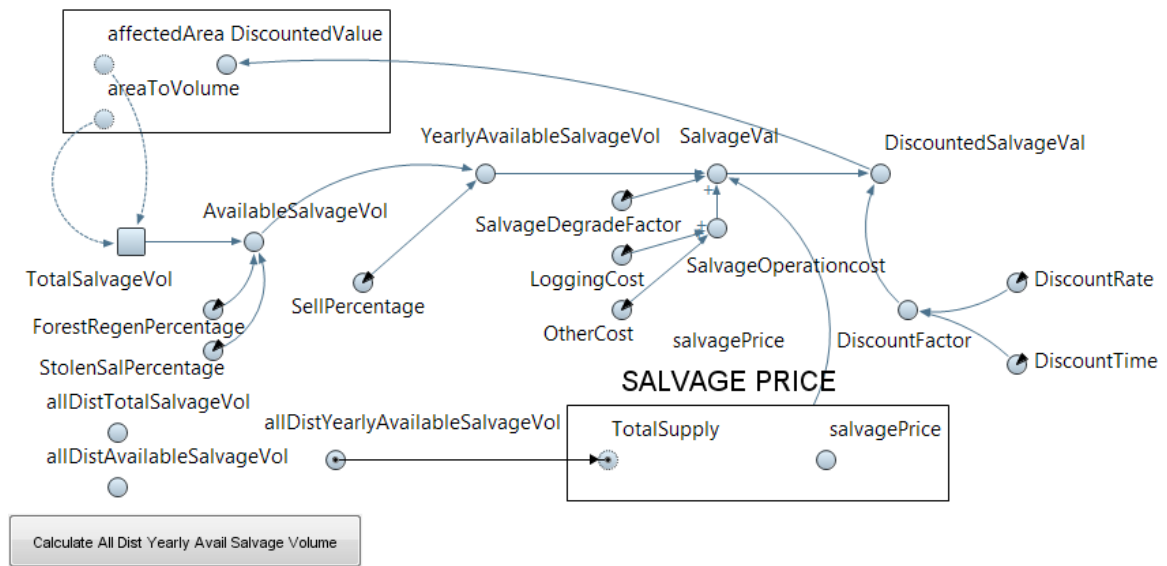 affectedArea DiscountedValue
areaToVolume
YearlyAvailableSalvageVol
SalvageVal
DiscountedSalvageVal
AvailableSalvageVol
SalvageDegradeFactor
+
+
TotalSalvageVol
LoggingCost
SalvageOperationcost
SellPercentage
DiscountRate
ForestRegenPercentage
OtherCost
salvagePrice
DiscountFactor
StolenSalPercentage
DiscountTime
SALVAGE PRICE
allDistTotalSalvageVol
allDistYearlyAvailableSalvageVol
TotalSupply
salvagePrice
allDistAvailableSalvageVol
Calculate All Dist Yearly Avail Salvage Volume